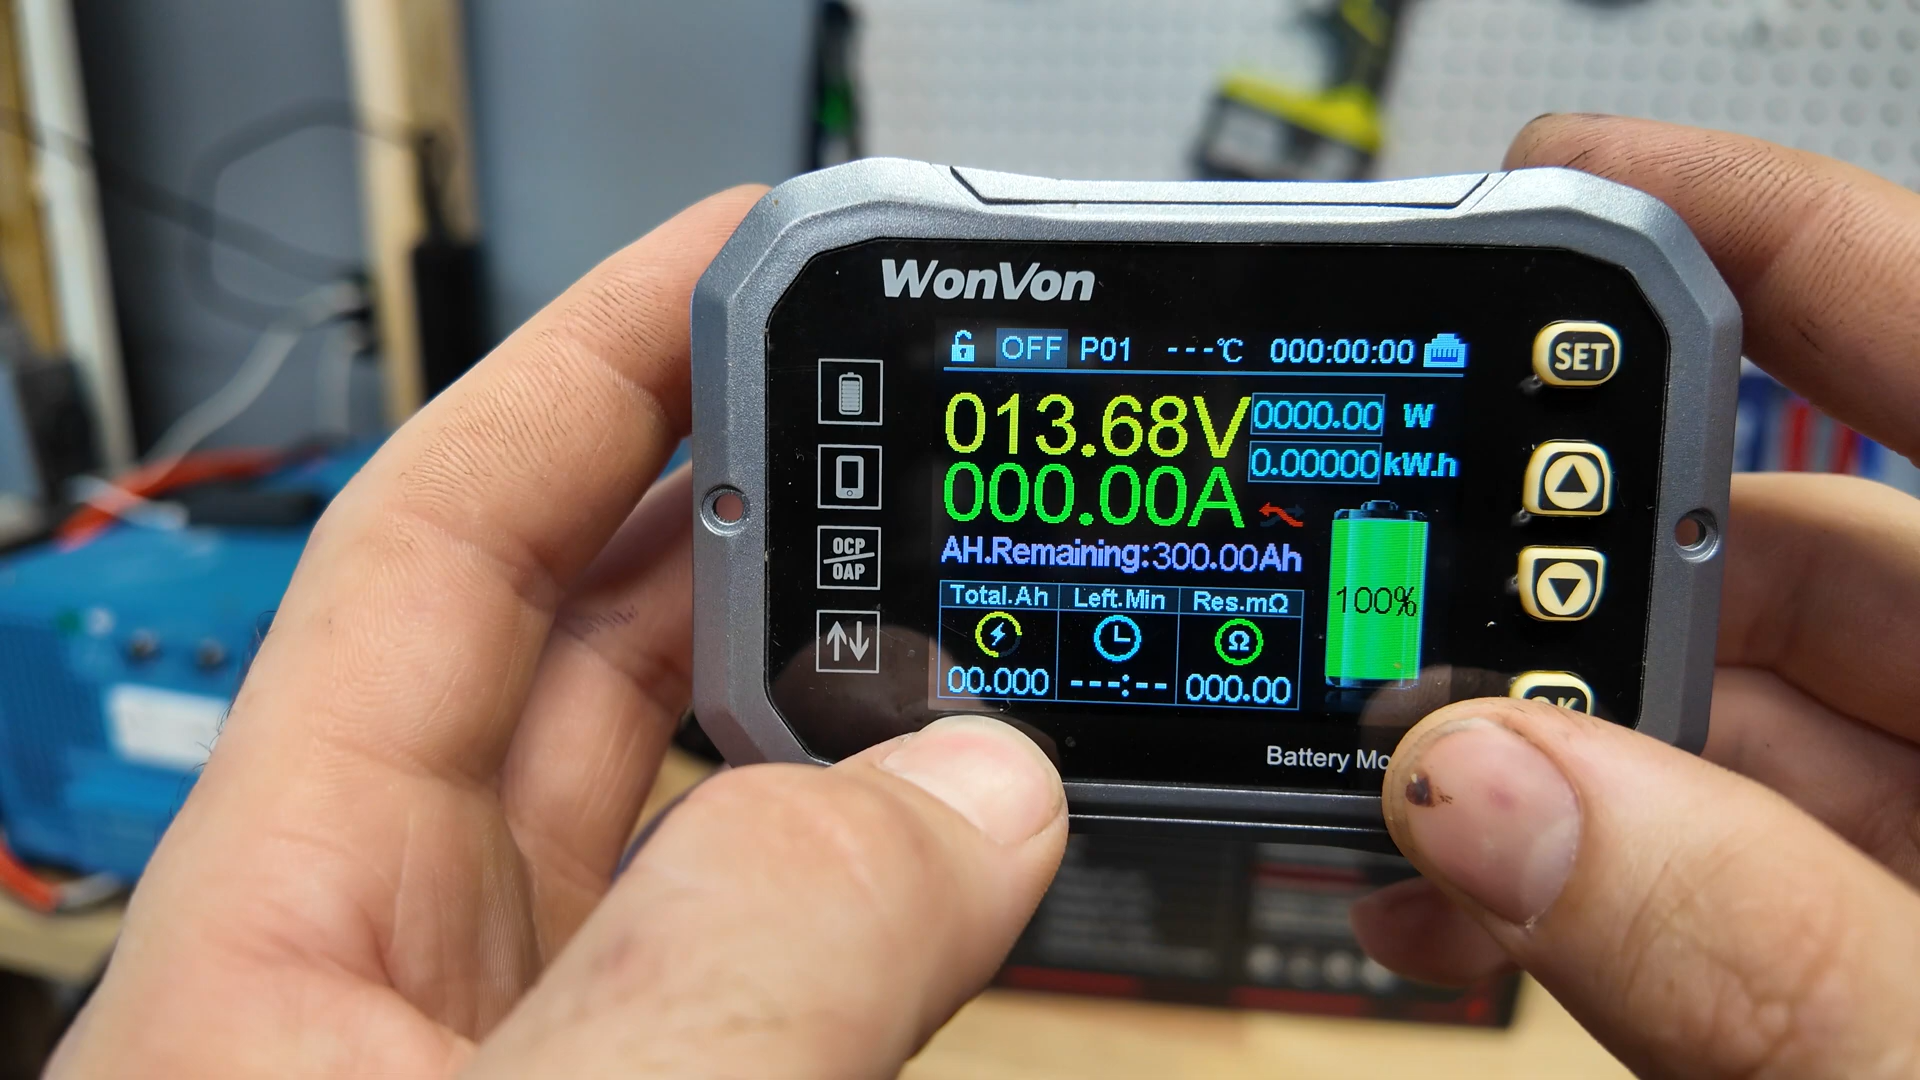 WonVon
OFF P01 ---℃ 000:00:00
SET
013.68V 0000.00 W
0.00000 kW.h
000.00A
AH.Remaining:300.00Ah
OCP
OAP
Total.Ah Left.Min Res.mΩ
Ω
100%
00.000 ---:-- 000.00
Battery